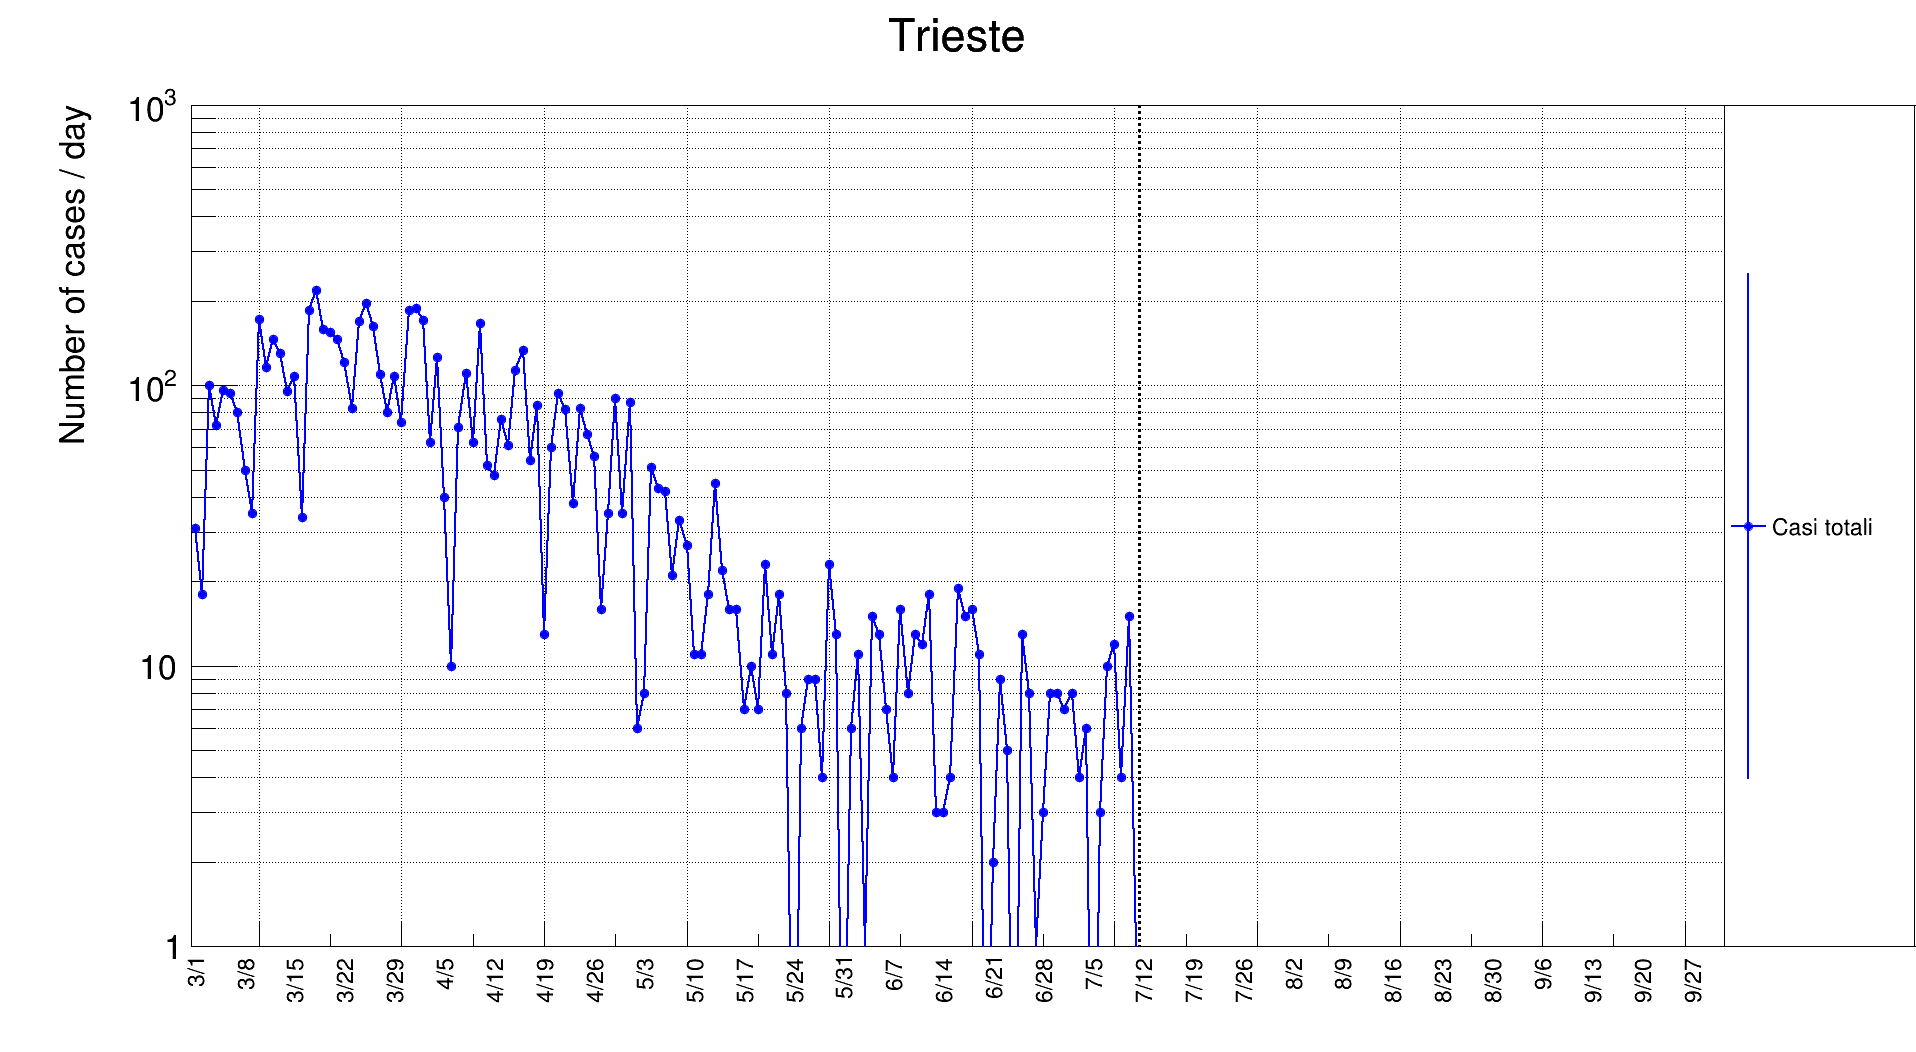 Trieste
Number of cases / day
10³
10²
10
1
3/1 3/8 3/15 3/22 3/29 4/5 4/12 4/19 4/26 5/3 5/10 5/17 5/24 5/31 6/7 6/14 6/21 6/28 7/5 7/12 7/19 7/26 8/2 8/9 8/16 8/23 8/30 9/6 9/13 9/20 9/27
Casi totali